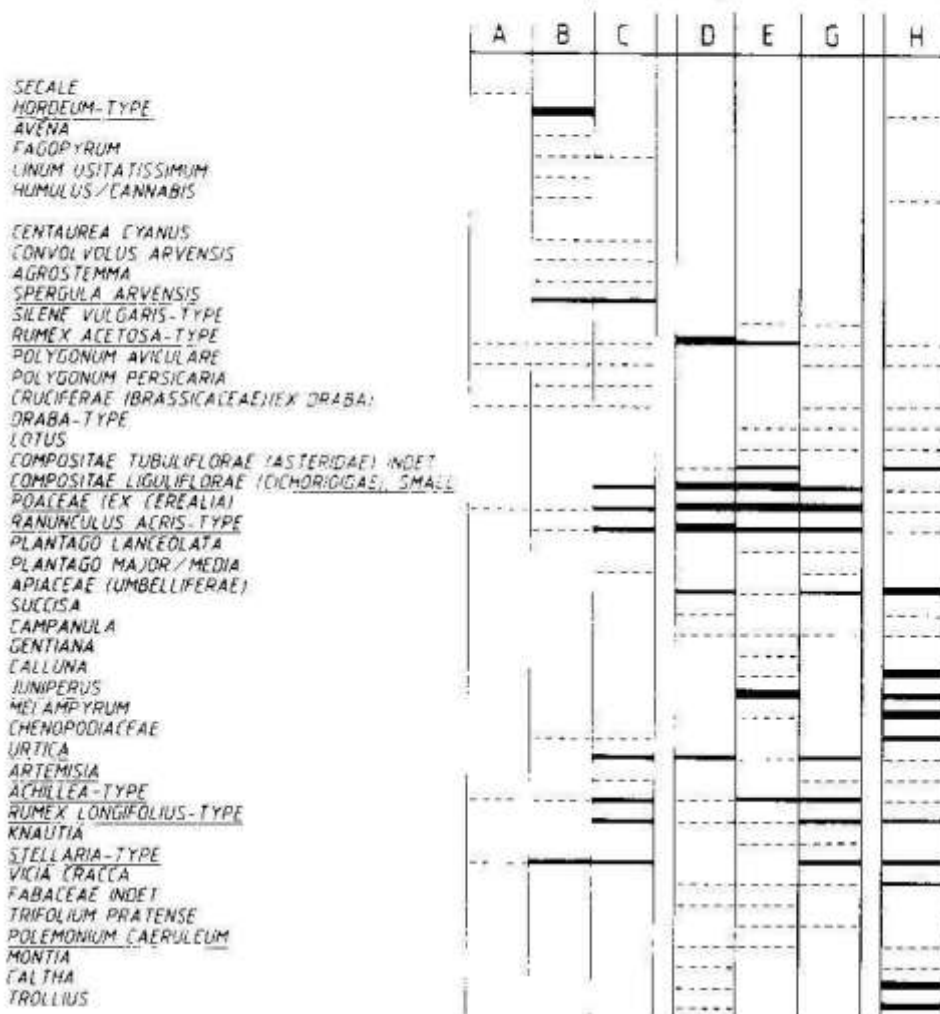 A B C D E G H
SECALE
HORDEUM-TYPE
AVENA
FAGOPYRUM
LINUM USITATISSIMUM
HUMULUS/CANNABIS
CENTAUREA CYANUS
CONVOLVOLUS ARVENSIS
AGROSTEMMA
SPERGULA ARVENSIS
SILENE VULGARIS-TYPE
RUMEX ACETOSA-TYPE
POLYGONUM AVICULARE
POLYGONUM PERSICARIA
CRUCIFERAE (BRASSICACEAE)(EX DRABA)
DRABA-TYPE
LOTUS
COMPOSITAE TUBULIFLORAE (ASTERIDAE) INDET
COMPOSITAE LIGULIFLORAE (CICHORIDIGAE), SMALL
POACEAE (EX CEREALIA)
RANUNCULUS ACRIS-TYPE
PLANTAGO LANCEOLATA
PLANTAGO MAJOR/MEDIA
APIACEAE (UMBELLIFERAE)
SUCCISA
CAMPANULA
GENTIANA
CALLUNA
JUNIPERUS
MELAMPYRUM
CHENOPODIACEAE
URTICA
ARTEMISIA
ACHILLEA-TYPE
RUMEX LONGIFOLIUS-TYPE
KNAUTIA
STELLARIA-TYPE
VICIA CRACCA
FABACEAE INDET
TRIFOLIUM PRATENSE
POLEMONIUM CAERULEUM
MONTIA
CALTHA
TROLLIUS